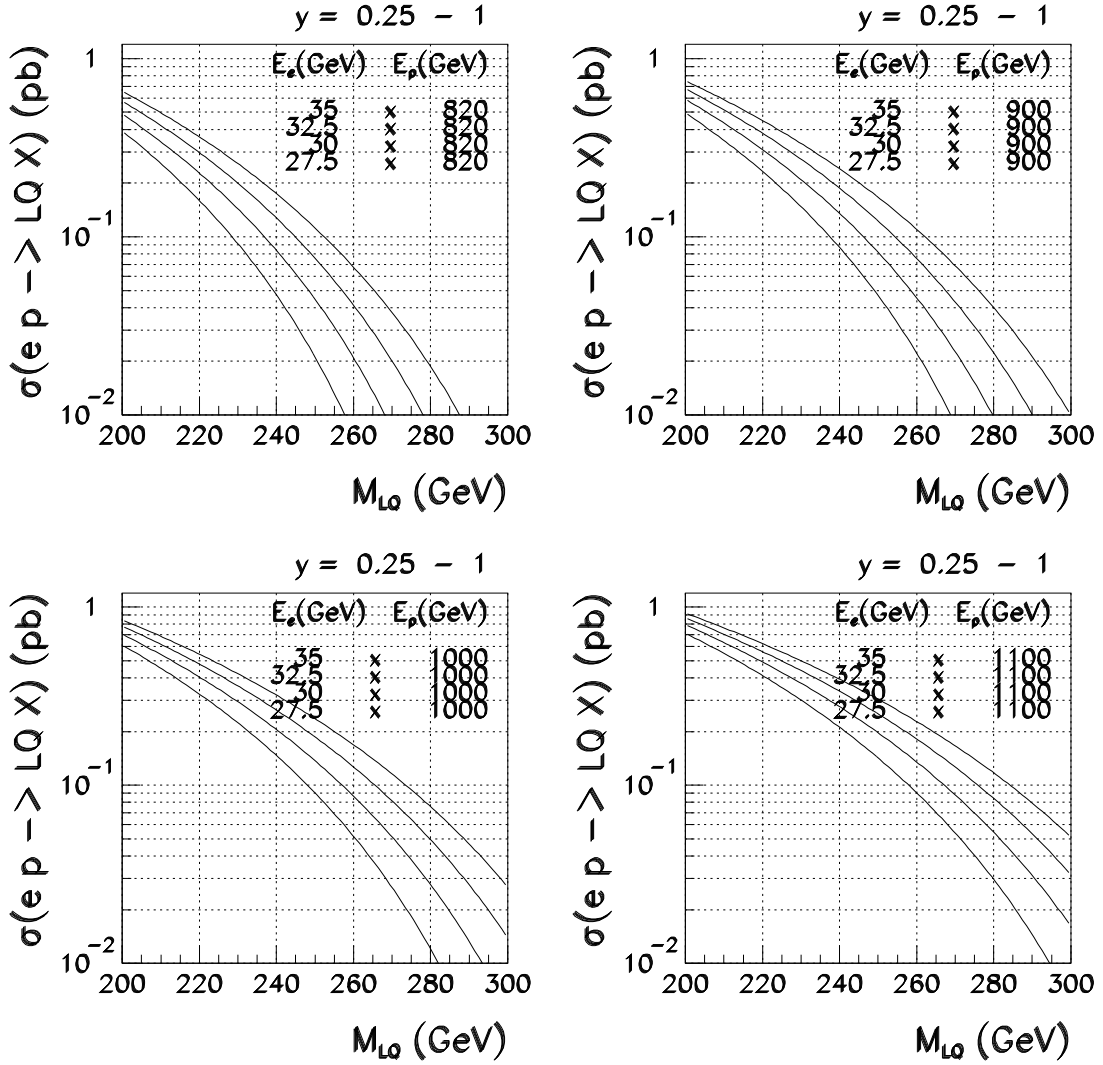 y = 0.25 - 1
σ(e p -> LQ X) (pb)
E_e(GeV) E_p(GeV)
35 x 820
32.5 x 820
30 x 820
27.5 x 820
1
10^-1
10^-2
200 220 240 260 280 300
M_LQ (GeV)
y = 0.25 - 1
σ(e p -> LQ X) (pb)
E_e(GeV) E_p(GeV)
35 x 900
32.5 x 900
30 x 900
27.5 x 900
1
10^-1
10^-2
200 220 240 260 280 300
M_LQ (GeV)
y = 0.25 - 1
σ(e p -> LQ X) (pb)
E_e(GeV) E_p(GeV)
35 x 1000
32.5 x 1000
30 x 1000
27.5 x 1000
1
10^-1
10^-2
200 220 240 260 280 300
M_LQ (GeV)
y = 0.25 - 1
σ(e p -> LQ X) (pb)
E_e(GeV) E_p(GeV)
35 x 1100
32.5 x 1100
30 x 1100
27.5 x 1100
1
10^-1
10^-2
200 220 240 260 280 300
M_LQ (GeV)